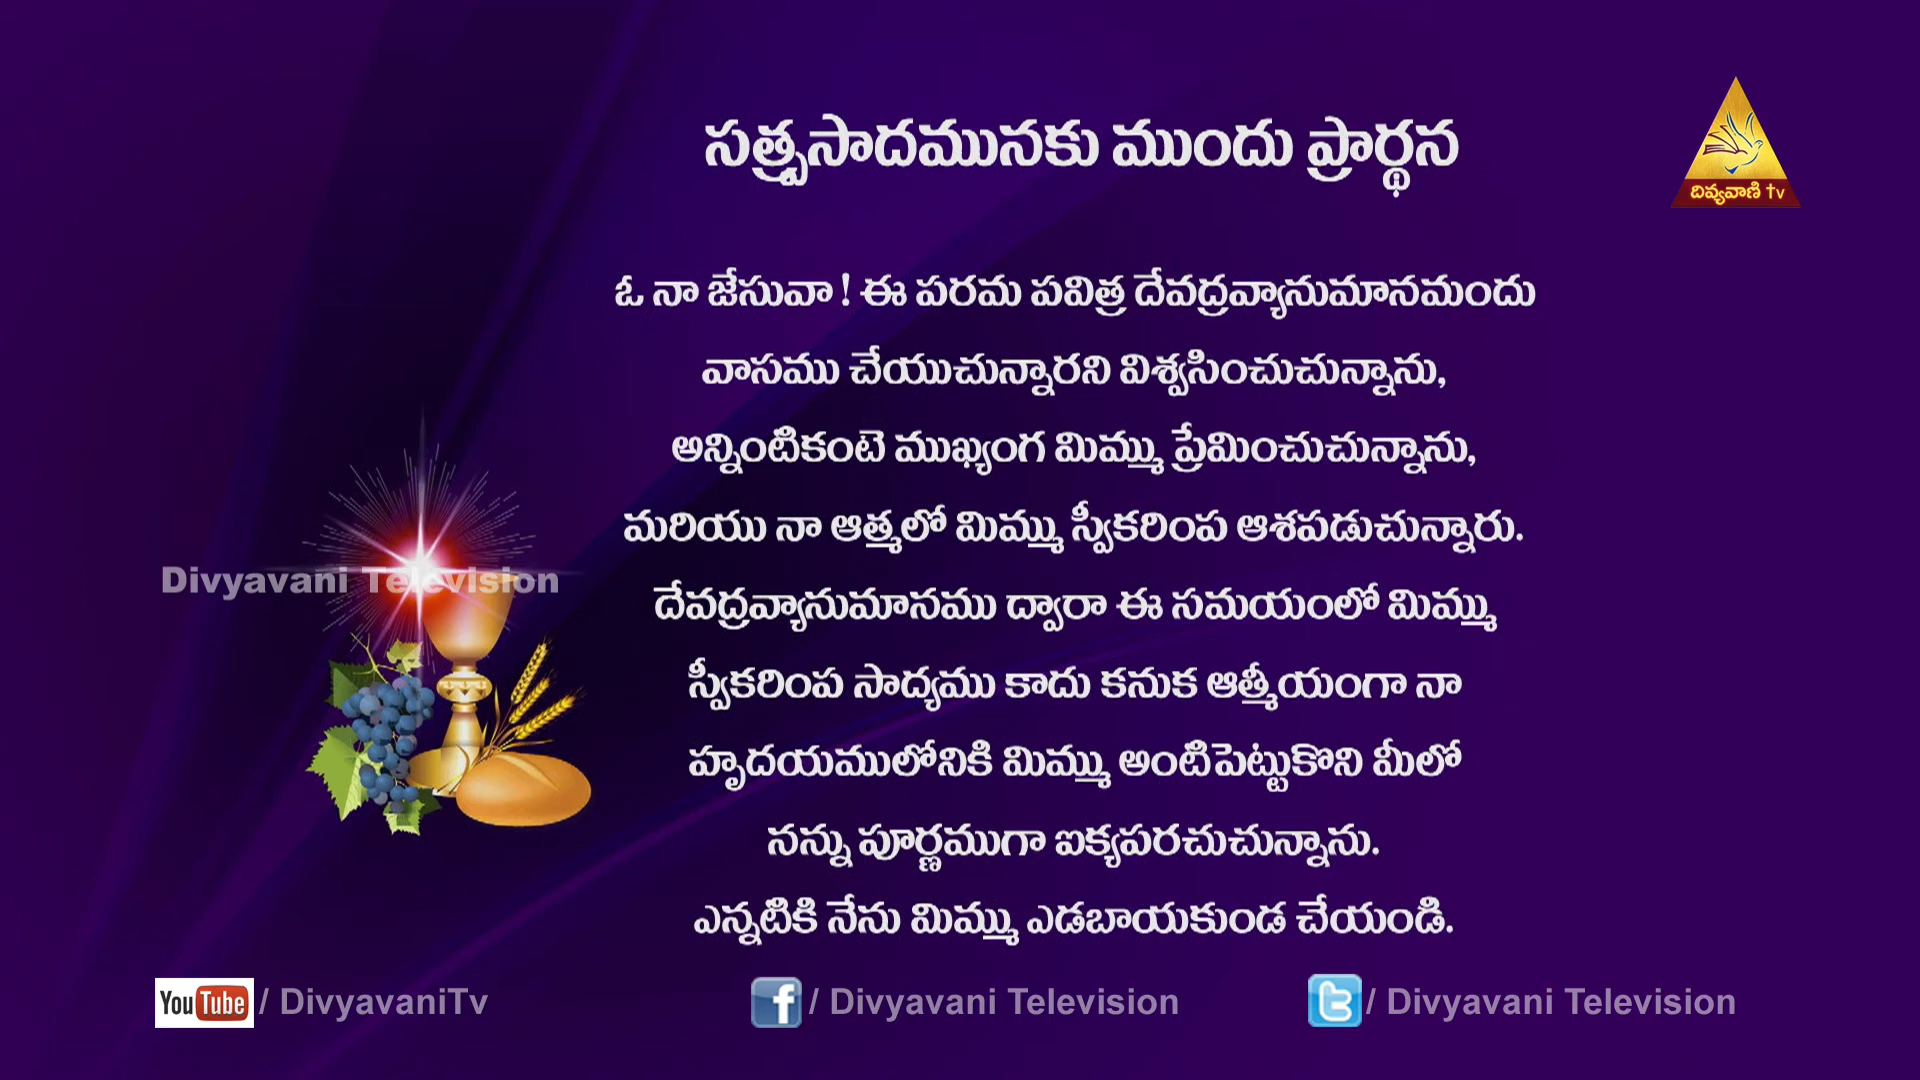 సత్ప్రసాదమునకు ముందు ప్రార్థన
దివ్యవాణి tv
ఓ నా జేసువా ! ఈ పరమ పవిత్ర దేవద్రవ్యానుమానమందు
వాసము చేయుచున్నారని విశ్వసించుచున్నాను,
అన్నింటికంటె ముఖ్యంగ మిమ్ము ప్రేమించుచున్నాను,
మరియు నా ఆత్మలో మిమ్ము స్వీకరింప ఆశపడుచున్నారు.
దేవద్రవ్యానుమానము ద్వారా ఈ సమయంలో మిమ్ము
స్వీకరింప సాద్యము కాదు కనుక ఆత్మీయంగా నా
హృదయములోనికి మిమ్ము అంటిపెట్టుకొని మీలో
నన్ను పూర్ణముగా ఐక్యపరచుచున్నాను.
ఎన్నటికి నేను మిమ్ము ఎడబాయకుండ చేయండి.
Divyavani Television
YouTube / DivyavaniTv
f / Divyavani Television
t / Divyavani Television